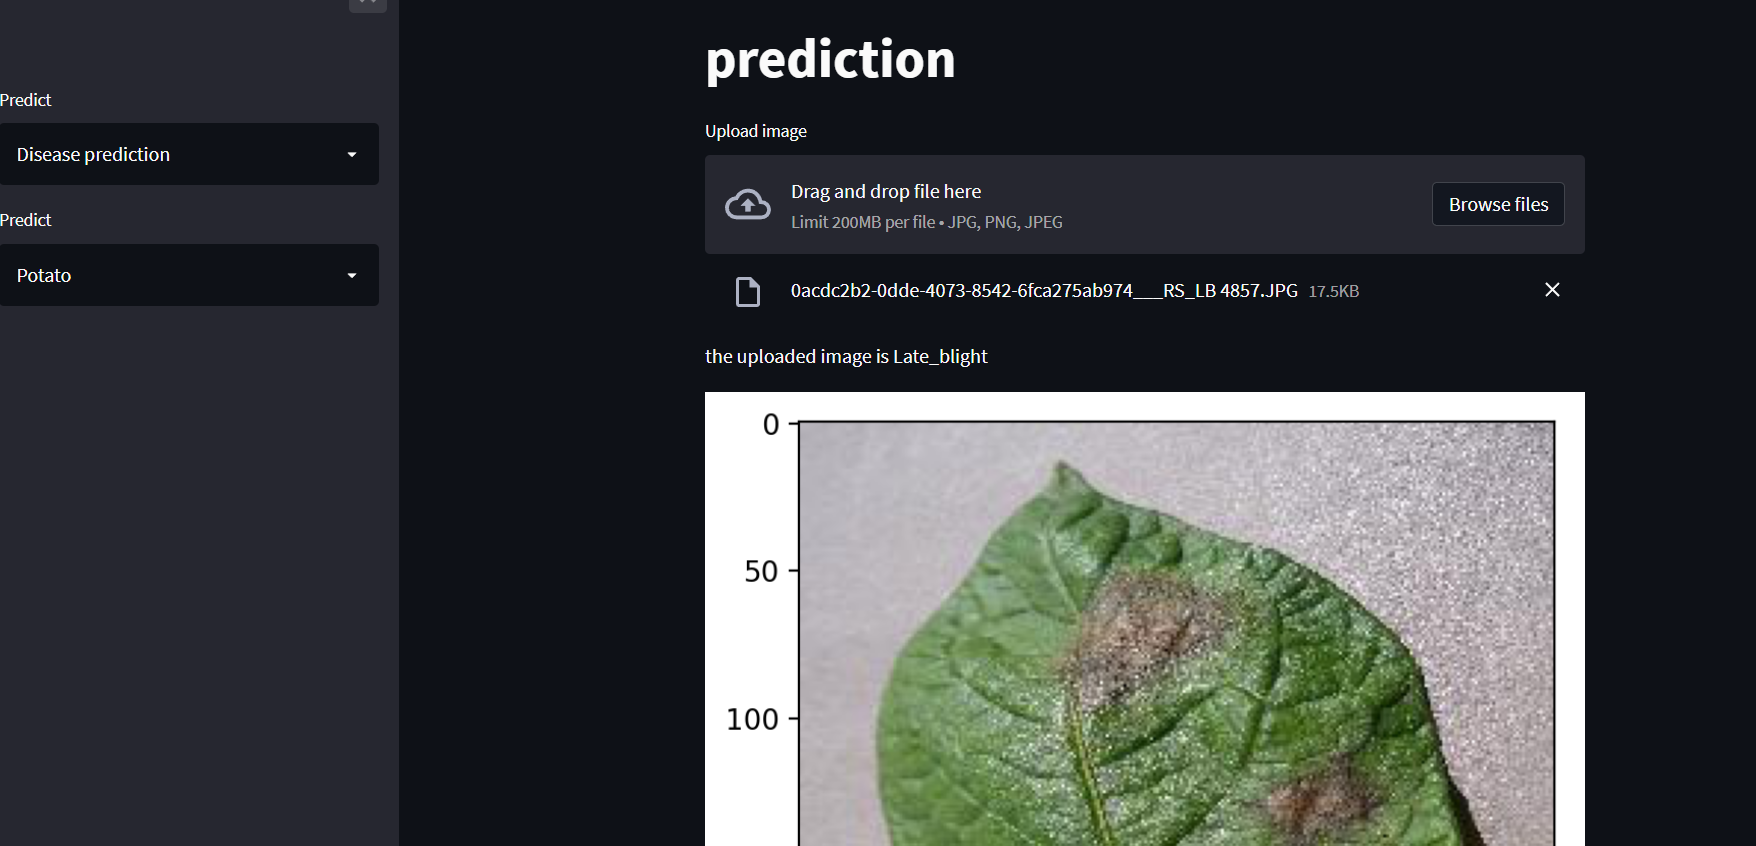 Predict
Disease prediction
Predict
Potato
prediction
Upload image
Drag and drop file here
Limit 200MB per file • JPG, PNG, JPEG
Browse files
0acdc2b2-0dde-4073-8542-6fca275ab974___RS_LB 4857.JPG 17.5KB
the uploaded image is Late_blight
0
50
100